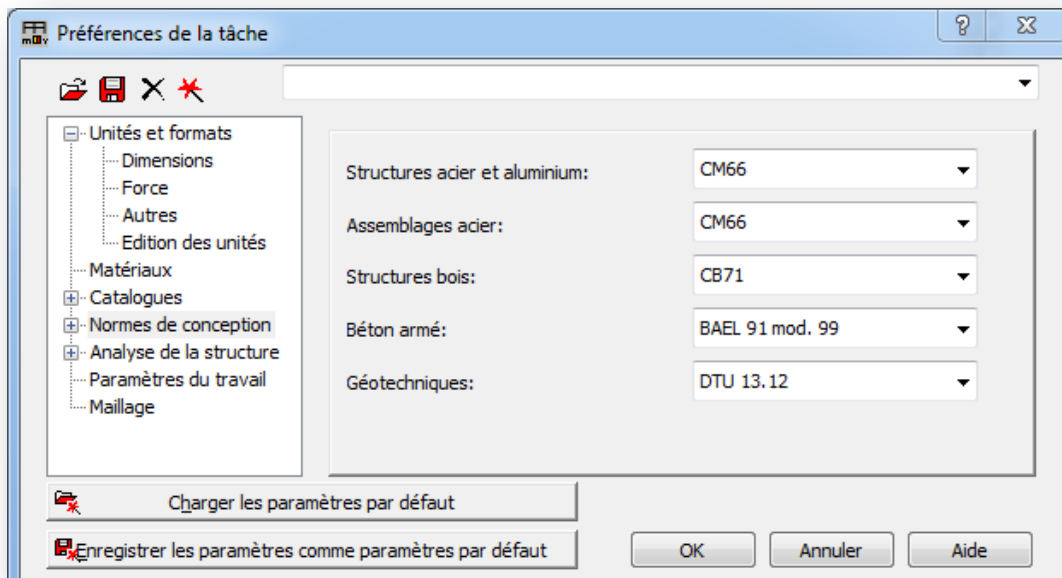 Préférences de la tâche
Unités et formats
Dimensions
Force
Autres
Edition des unités
Matériaux
Catalogues
Normes de conception
Analyse de la structure
Paramètres du travail
Maillage
Structures acier et aluminium: CM66
Assemblages acier: CM66
Structures bois: CB71
Béton armé: BAEL 91 mod. 99
Géotechniques: DTU 13.12
Charger les paramètres par défaut
Enregistrer les paramètres comme paramètres par défaut
OK Annuler Aide